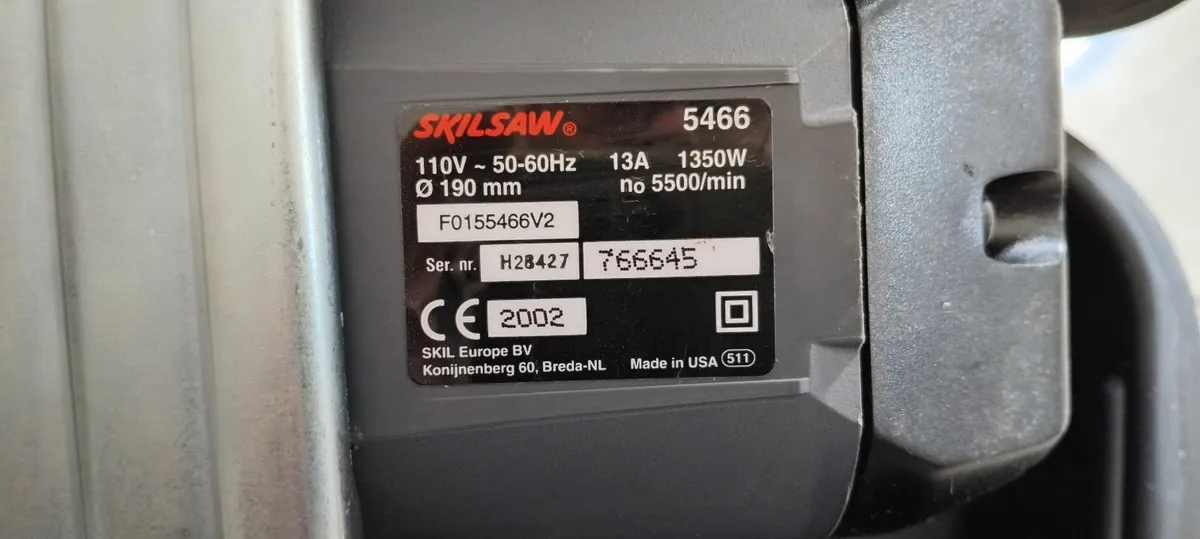 SKILSAW® 5466
110V ~ 50-60Hz 13A 1350W
Ø 190 mm no 5500/min
F0155466V2
Ser. nr. H28427 766645
CE 2002
SKIL Europe BV
Konijnenberg 60, Breda-NL Made in USA 511